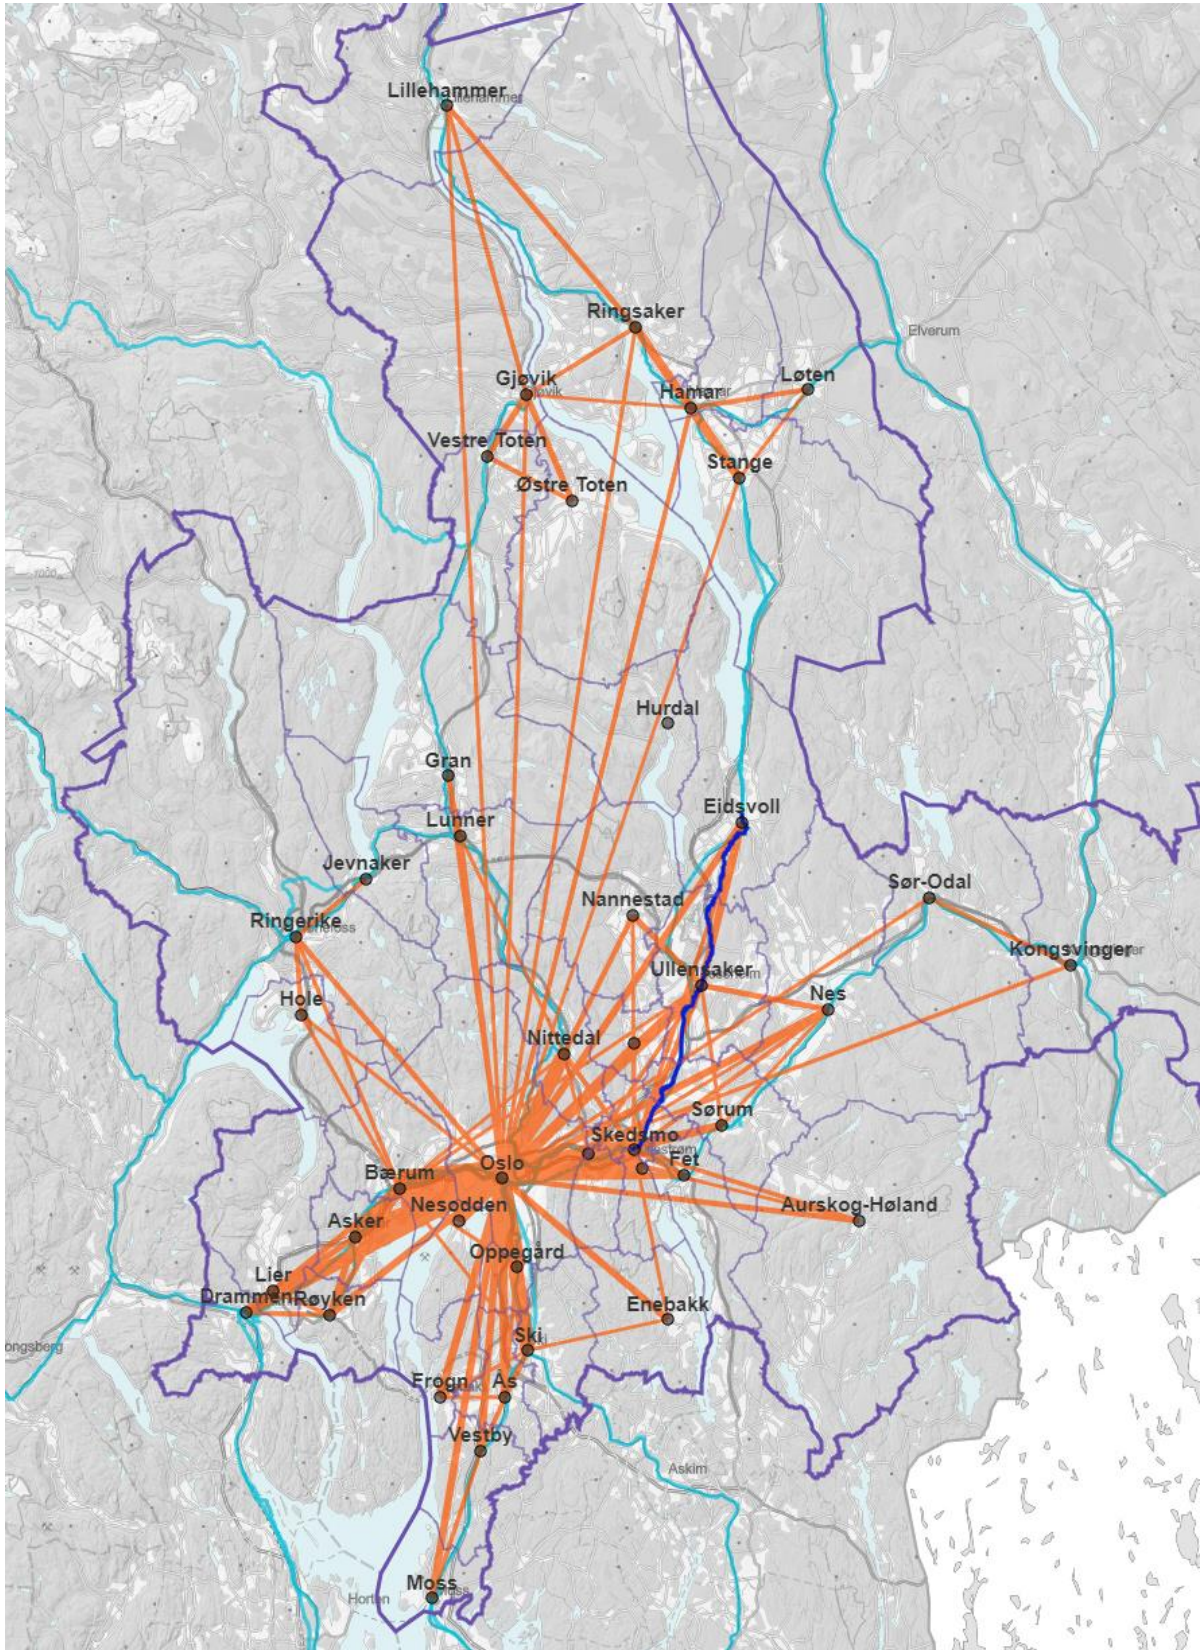 Lillehammer
Ringsaker
Elverum
Gjøvik
Løten
Hamar
Vestre Toten
Stange
Østre Toten
Hurdal
Gran
Eidsvoll
Lunner
Jevnaker
Sør-Odal
Nannestad
Ringerike
Kongsvinger
Ullensaker
Hole
Nes
Nittedal
Sørum
Skedsmo
Oslo
Fet
Bærum
Nesodden
Aurskog-Høland
Asker
Oppegård
Lier
Drammen
Røyken
Enebakk
Ski
ongsberg
Frogn
Ås
Vestby
Askim
Moss
Horten